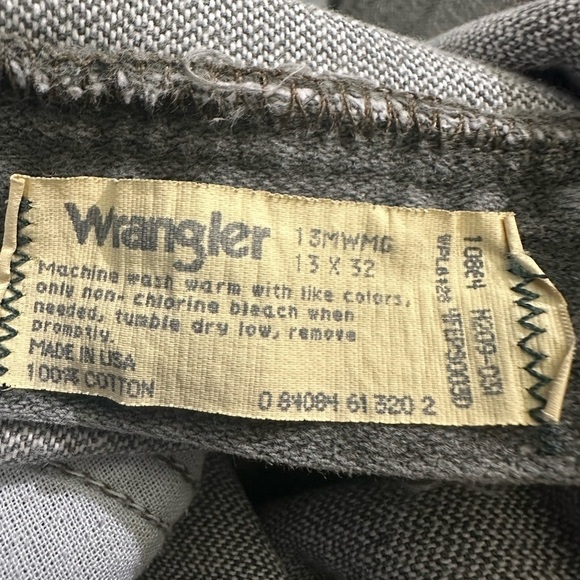 Wrangler
13MWMG
13 X 32
Machine wash warm with like colors,
only non- chlorine bleach when
needed, tumble dry low, remove
promptly.
MADE IN USA
100% COTTON
0 84084 61320 2
10864